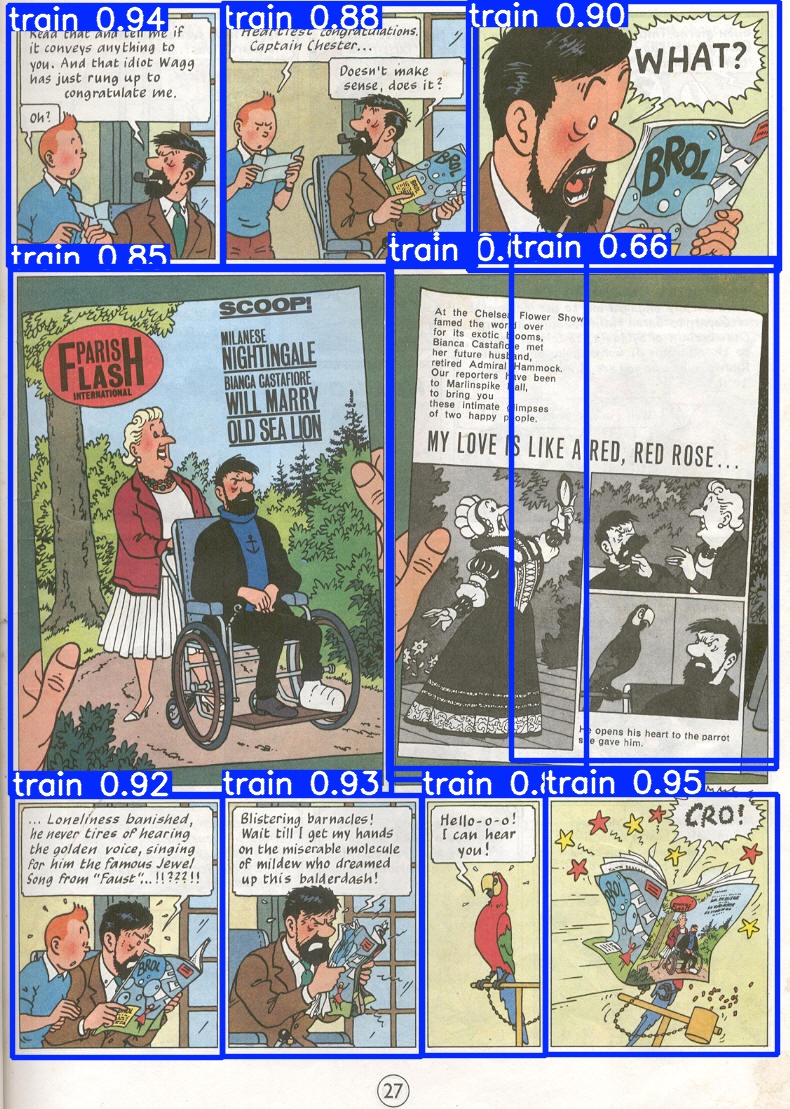 train 0.94
train 0.88
train 0.90
Read that and tell me if
it conveys anything to
you. And that idiot Wagg
has just rung up to
congratulate me.
Oh?
Heartiest congratulations.
Captain Chester...
Doesn't make
sense, does it?
BROL
WHAT?
BROL
train 0.85
train 0.
train 0.66
SCOOP!
PARIS
FLASH
INTERNATIONAL
MILANESE
NIGHTINGALE
BIANCA CASTAFIORE
WILL MARRY
OLD SEA LION
At the Chelsea Flower Show
famed the world over
for its exotic blooms,
Bianca Castafiore met
her future husband,
retired Admiral Hammock.
Our reporters have been
to Marlinspike Hall,
to bring you
these intimate glimpses
of two happy people.
MY LOVE IS LIKE A RED, RED ROSE...
He opens his heart to the parrot
she gave him.
train 0.92
train 0.93
train 0.
train 0.95
... Loneliness banished,
he never tires of hearing
the golden voice, singing
for him the famous Jewel
Song from "Faust"...!!???!!
BROL
Blistering barnacles!
Wait till I get my hands
on the miserable molecule
of mildew who dreamed
up this balderdash!
Hello-o-o!
I can hear
you!
CRO!
BROL
27